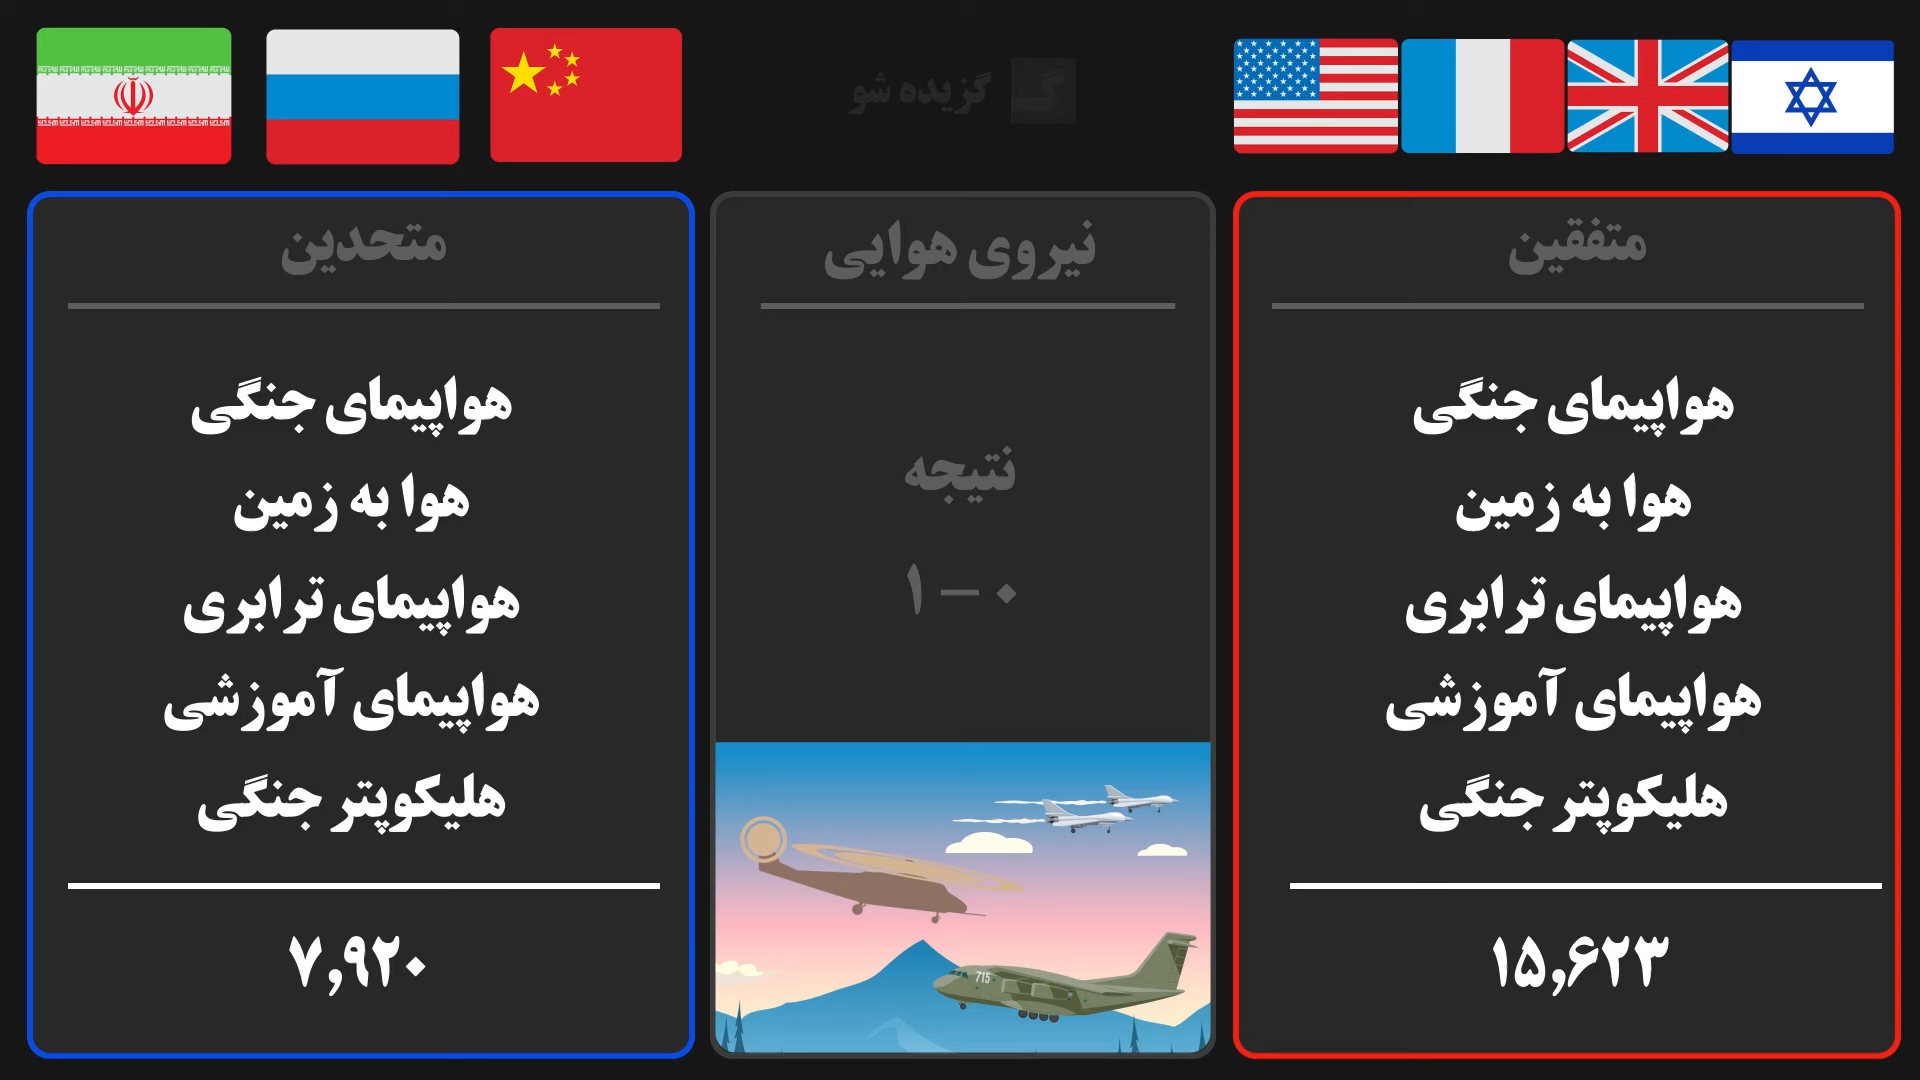 گزیده شو
گ
متفقین
هواپیمای جنگی
هوا به زمین
هواپیمای ترابری
هواپیمای آموزشی
هلیکوپتر جنگی
۱۵,۶۲۳
نیروی هوایی
نتیجه
۱ – ۰
715
متحدین
هواپیمای جنگی
هوا به زمین
هواپیمای ترابری
هواپیمای آموزشی
هلیکوپتر جنگی
۷,۹۲۰